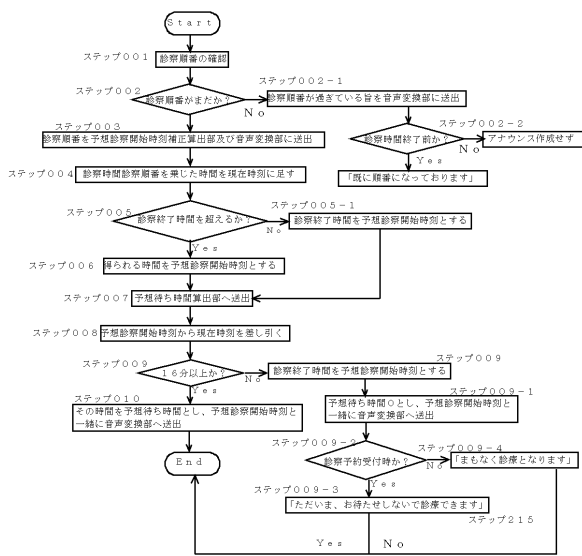 Start
ステップ001
診察順番の確認
ステップ002
診察順番がまだか？
No
ステップ002-1
診察順番が過ぎている旨を音声変換部に送出
ステップ003
診察順番を予想診察開始時刻補正算出部及び音声変換部に送出
診察時間終了前か？
No
ステップ002-2
アナウンス作成せず
Yes
「既に順番になっております」
ステップ004
診察時間診察順番を乗じた時間を現在時刻に足す
ステップ005
診察終了時間を超えるか？
No
ステップ005-1
診察終了時間を予想診察開始時刻とする
Yes
ステップ006
得られる時間を予想診察開始時刻とする
ステップ007
予想待ち時間算出部へ送出
ステップ008
予想診察開始時刻から現在時刻を差し引く
ステップ009
16分以上か？
No
ステップ009
診察終了時間を予想診察開始時刻とする
Yes
ステップ010
その時間を予想待ち時間とし、予想診察開始時刻と
一緒に音声変換部へ送出
ステップ009-1
予想待ち時間0とし、予想診察開始時刻と
一緒に音声変換部へ送出
ステップ009-2
診察予約受付時か？
No
ステップ009-4
「まもなく診療となります」
Yes
End
ステップ009-3
「ただいま、お待たせしないで診療できます」
ステップ215
Yes
No